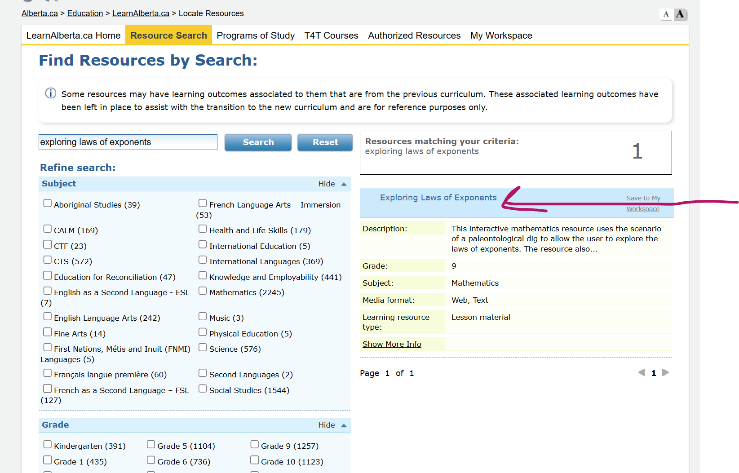 Alberta.ca > Education > LearnAlberta.ca > Locate Resources
A A
LearnAlberta.ca Home Resource Search Programs of Study T4T Courses Authorized Resources My Workspace
Find Resources by Search:
Some resources may have learning outcomes associated to them that are from the previous curriculum. These associated learning outcomes have
been left in place to assist with the transition to the new curriculum and are for reference purposes only.
exploring laws of exponents Search Reset
Refine search:
Subject Hide
Aboriginal Studies (39)
French Language Arts Immersion
(53)
CALM (169)
Health and Life Skills (179)
CTF (23)
International Education (5)
CTS (572)
International Languages (369)
Education for Reconciliation (47)
Knowledge and Employability (441)
English as a Second Language - ESL
(7)
Mathematics (2245)
English Language Arts (242)
Music (3)
Fine Arts (14)
Physical Education (5)
First Nations, Métis and Inuit (FNMI)
Languages (5)
Science (576)
Français langue première (60)
Second Languages (2)
French as a Second Language – FSL
(127)
Social Studies (1544)
Grade Hide
Kindergarten (391) Grade 5 (1104) Grade 9 (1257)
Grade 1 (435) Grade 6 (736) Grade 10 (1123)
Resources matching your criteria:
exploring laws of exponents
1
Exploring Laws of Exponents
Save to My
Workspace
Description: This interactive mathematics resource uses the scenario
of a paleontological dig to allow the user to explore the
laws of exponents. The resource also...
Grade: 9
Subject: Mathematics
Media format: Web, Text
Learning resource
type:
Lesson material
Show More Info
Page 1 of 1
1